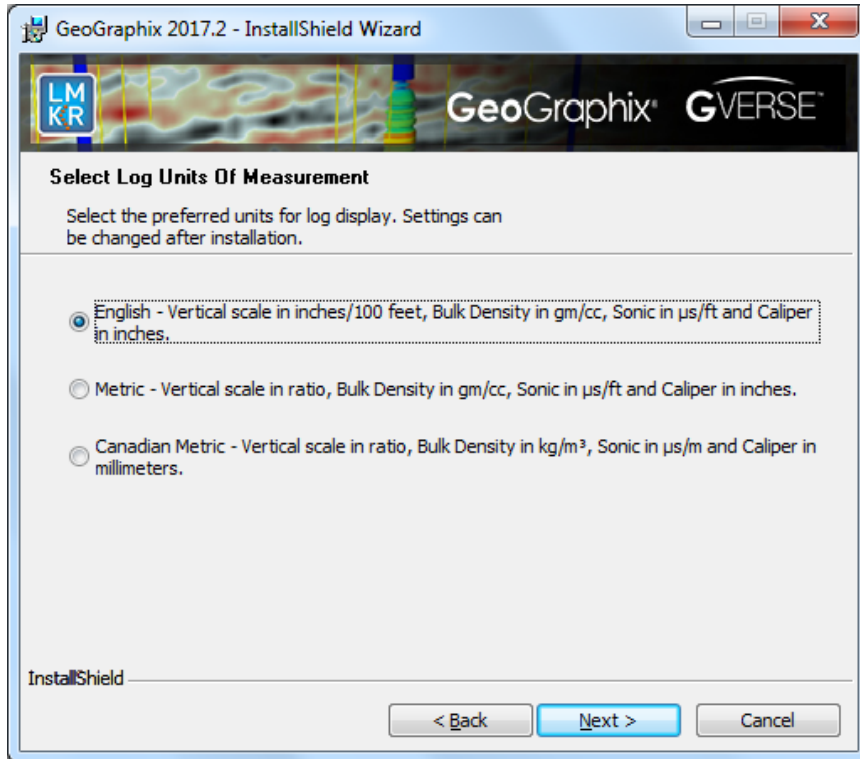 GeoGraphix 2017.2 - InstallShield Wizard
LM
KR
GeoGraphix® GVERSE™
Select Log Units Of Measurement
Select the preferred units for log display. Settings can
be changed after installation.
English - Vertical scale in inches/100 feet, Bulk Density in gm/cc, Sonic in µs/ft and Caliper
in inches.
Metric - Vertical scale in ratio, Bulk Density in gm/cc, Sonic in µs/ft and Caliper in inches.
Canadian Metric - Vertical scale in ratio, Bulk Density in kg/m³, Sonic in µs/m and Caliper in
millimeters.
InstallShield
< Back Next > Cancel